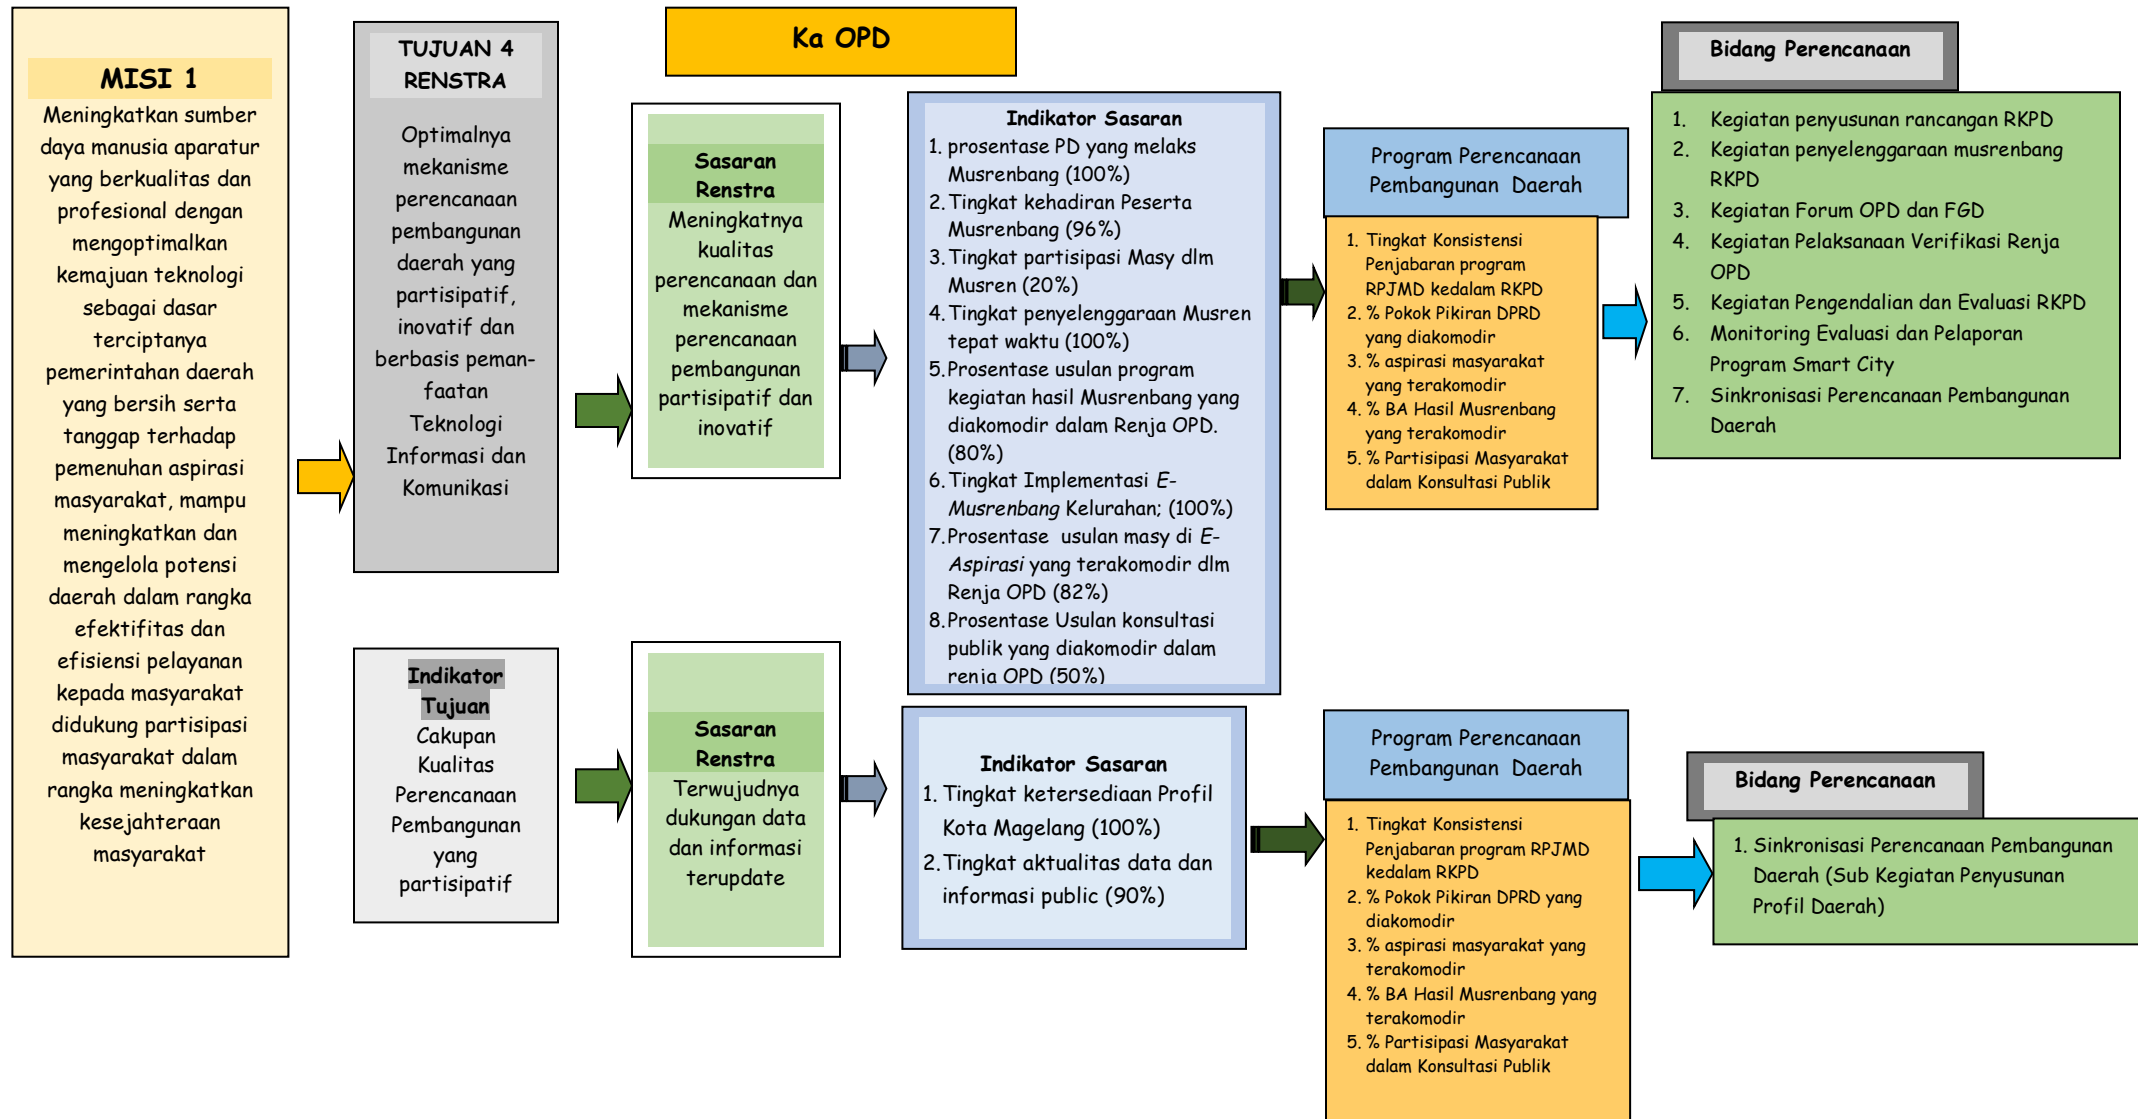 MISI 1
Meningkatkan sumber
daya manusia aparatur
yang berkualitas dan
profesional dengan
mengoptimalkan
kemajuan teknologi
sebagai dasar
terciptanya
pemerintahan daerah
yang bersih serta
tanggap terhadap
pemenuhan aspirasi
masyarakat, mampu
meningkatkan dan
mengelola potensi
daerah dalam rangka
efektifitas dan
efisiensi pelayanan
kepada masyarakat
didukung partisipasi
masyarakat dalam
rangka meningkatkan
kesejahteraan
masyarakat
TUJUAN 4
RENSTRA
Optimalnya
mekanisme
perencanaan
pembangunan
daerah yang
partisipatif,
inovatif dan
berbasis peman-
faatan
Teknologi
Informasi dan
Komunikasi
Indikator
Tujuan
Cakupan
Kualitas
Perencanaan
Pembangunan
yang
partisipatif
Ka OPD
Sasaran
Renstra
Meningkatnya
kualitas
perencanaan dan
mekanisme
perencanaan
pembangunan
partisipatif dan
inovatif
Indikator Sasaran
1. prosentase PD yang melaks
Musrenbang (100%)
2. Tingkat kehadiran Peserta
Musrenbang (96%)
3. Tingkat partisipasi Masy dlm
Musren (20%)
4. Tingkat penyelenggaraan Musren
tepat waktu (100%)
5. Prosentase usulan program
kegiatan hasil Musrenbang yang
diakomodir dalam Renja OPD.
(80%)
6. Tingkat Implementasi E-
Musrenbang Kelurahan; (100%)
7. Prosentase usulan masy di E-
Aspirasi yang terakomodir dlm
Renja OPD (82%)
8. Prosentase Usulan konsultasi
publik yang diakomodir dalam
renja OPD (50%)
Program Perencanaan
Pembangunan Daerah
1. Tingkat Konsistensi
Penjabaran program
RPJMD kedalam RKPD
2. % Pokok Pikiran DPRD
yang diakomodir
3. % aspirasi masyarakat
yang terakomodir
4. % BA Hasil Musrenbang
yang terakomodir
5. % Partisipasi Masyarakat
dalam Konsultasi Publik
Bidang Perencanaan
1. Kegiatan penyusunan rancangan RKPD
2. Kegiatan penyelenggaraan musrenbang
RKPD
3. Kegiatan Forum OPD dan FGD
4. Kegiatan Pelaksanaan Verifikasi Renja
OPD
5. Kegiatan Pengendalian dan Evaluasi RKPD
6. Monitoring Evaluasi dan Pelaporan
Program Smart City
7. Sinkronisasi Perencanaan Pembangunan
Daerah
Sasaran
Renstra
Terwujudnya
dukungan data
dan informasi
terupdate
Indikator Sasaran
1. Tingkat ketersediaan Profil
Kota Magelang (100%)
2. Tingkat aktualitas data dan
informasi public (90%)
Program Perencanaan
Pembangunan Daerah
1. Tingkat Konsistensi
Penjabaran program RPJMD
kedalam RKPD
2. % Pokok Pikiran DPRD yang
diakomodir
3. % aspirasi masyarakat yang
terakomodir
4. % BA Hasil Musrenbang yang
terakomodir
5. % Partisipasi Masyarakat
dalam Konsultasi Publik
Bidang Perencanaan
1. Sinkronisasi Perencanaan Pembangunan
Daerah (Sub Kegiatan Penyusunan
Profil Daerah)